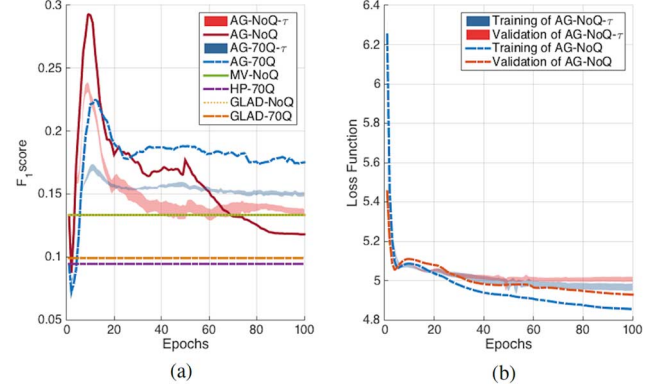 0.3
0.25
0.2
0.15
0.1
0.05
F1score
0 20 40 60 80 100
Epochs
AG-NoQ-τ
AG-NoQ
AG-70Q-τ
AG-70Q
MV-NoQ
HP-70Q
GLAD-NoQ
GLAD-70Q
(a)
6.4
6.2
6
5.8
5.6
5.4
5.2
5
4.8
Loss Function
0 20 40 60 80 100
Epochs
Training of AG-NoQ-τ
Validation of AG-NoQ-τ
Training of AG-NoQ
Validation of AG-NoQ
(b)